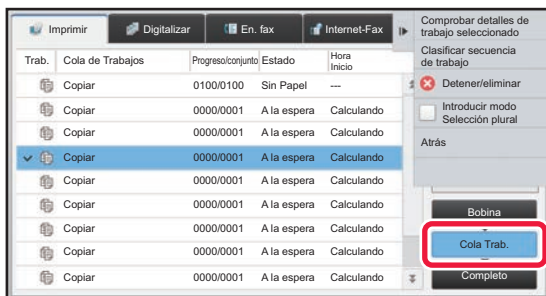 Imprimir
Digitalizar
En. fax
Internet-Fax
Trab. Cola de Trabajos Progreso/conjunto Estado Hora Inicio
Copiar 0100/0100 Sin Papel ---
Copiar 0000/0001 A la espera Calculando
Copiar 0000/0001 A la espera Calculando
Copiar 0000/0001 A la espera Calculando
Copiar 0000/0001 A la espera Calculando
Copiar 0000/0001 A la espera Calculando
Copiar 0000/0001 A la espera Calculando
Copiar 0000/0001 A la espera Calculando
Copiar 0000/0001 A la espera Calculando
Comprobar detalles de
trabajo seleccionado
Clasificar secuencia
de trabajo
Detener/eliminar
Introducir modo
Selección plural
Atrás
Bobina
Cola Trab.
Completo